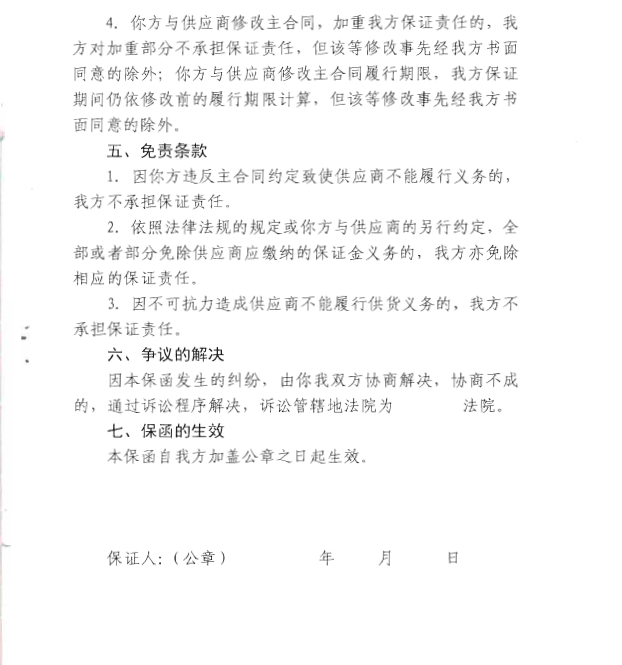 4. 你方与供应商修改主合同，加重我方保证责任的，我
方对加重部分不承担保证责任，但该等修改事先经我方书面
同意的除外；你方与供应商修改主合同履行期限，我方保证
期间仍依修改前的履行期限计算，但该等修改事先经我方书
面同意的除外。
五、免责条款
1. 因你方违反主合同约定致使供应商不能履行义务的，
我方不承担保证责任。
2. 依照法律法规的规定或你方与供应商的另行约定，全
部或者部分免除供应商应缴纳的保证金义务的，我方亦免除
相应的保证责任。
3. 因不可抗力造成供应商不能履行供货义务的，我方不
承担保证责任。
六、争议的解决
因本保函发生的纠纷，由你我双方协商解决，协商不成
的，通过诉讼程序解决，诉讼管辖地法院为 法院。
七、保函的生效
本保函自我方加盖公章之日起生效。
保证人：（公章） 年 月 日